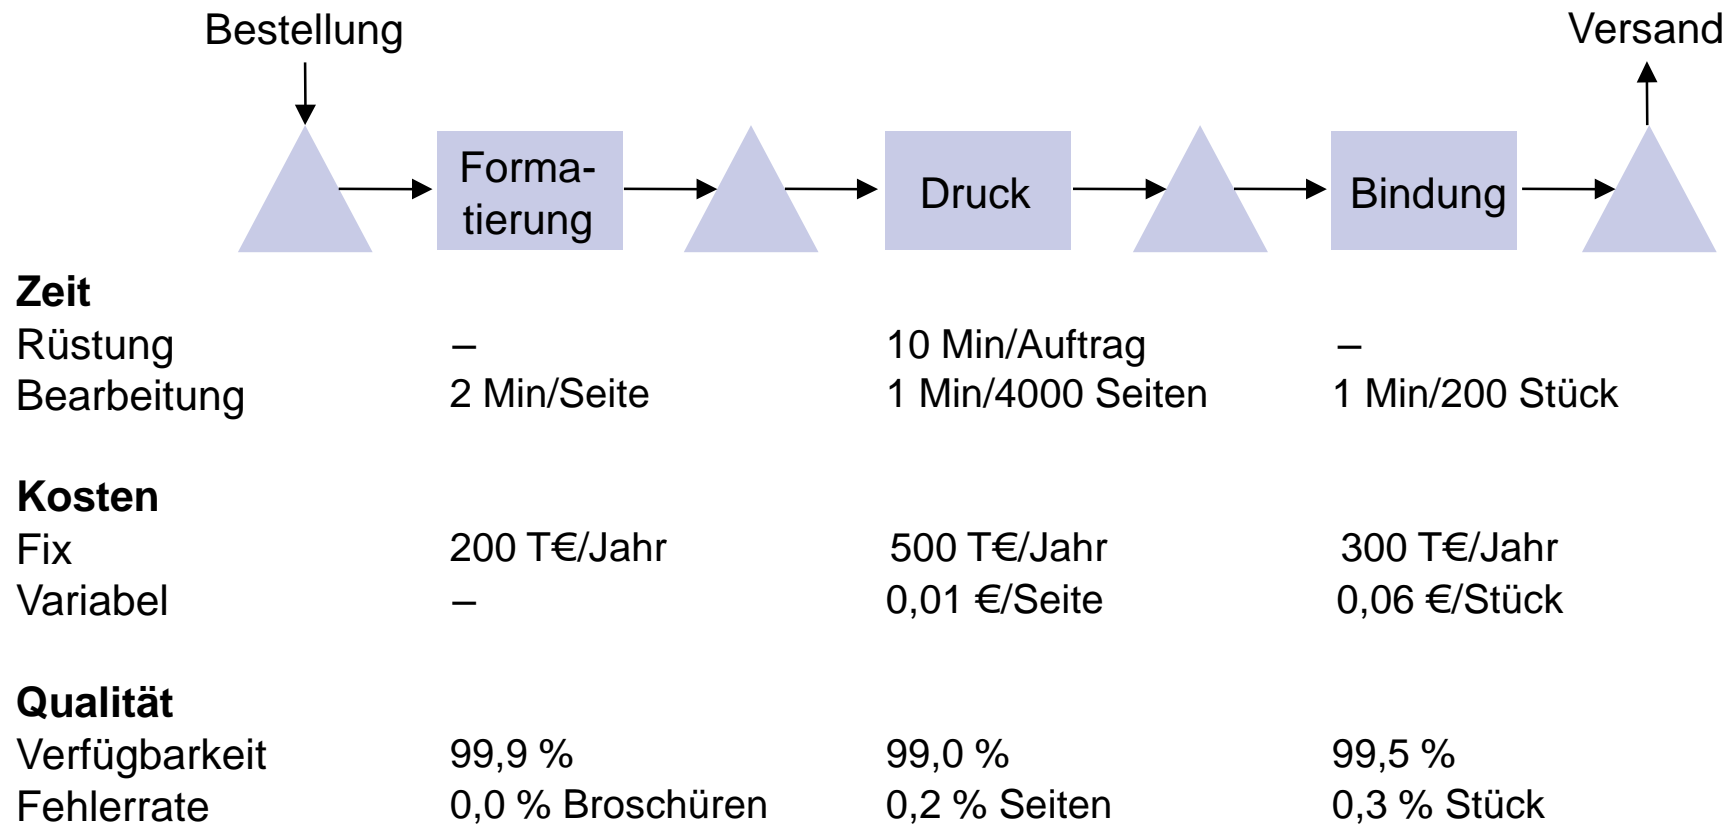 Bestellung Versand
Forma-
tierung
Druck
Bindung
Zeit
Rüstung – 10 Min/Auftrag –
Bearbeitung 2 Min/Seite 1 Min/4000 Seiten 1 Min/200 Stück
Kosten
Fix 200 T€/Jahr 500 T€/Jahr 300 T€/Jahr
Variabel – 0,01 €/Seite 0,06 €/Stück
Qualität
Verfügbarkeit 99,9 % 99,0 % 99,5 %
Fehlerrate 0,0 % Broschüren 0,2 % Seiten 0,3 % Stück